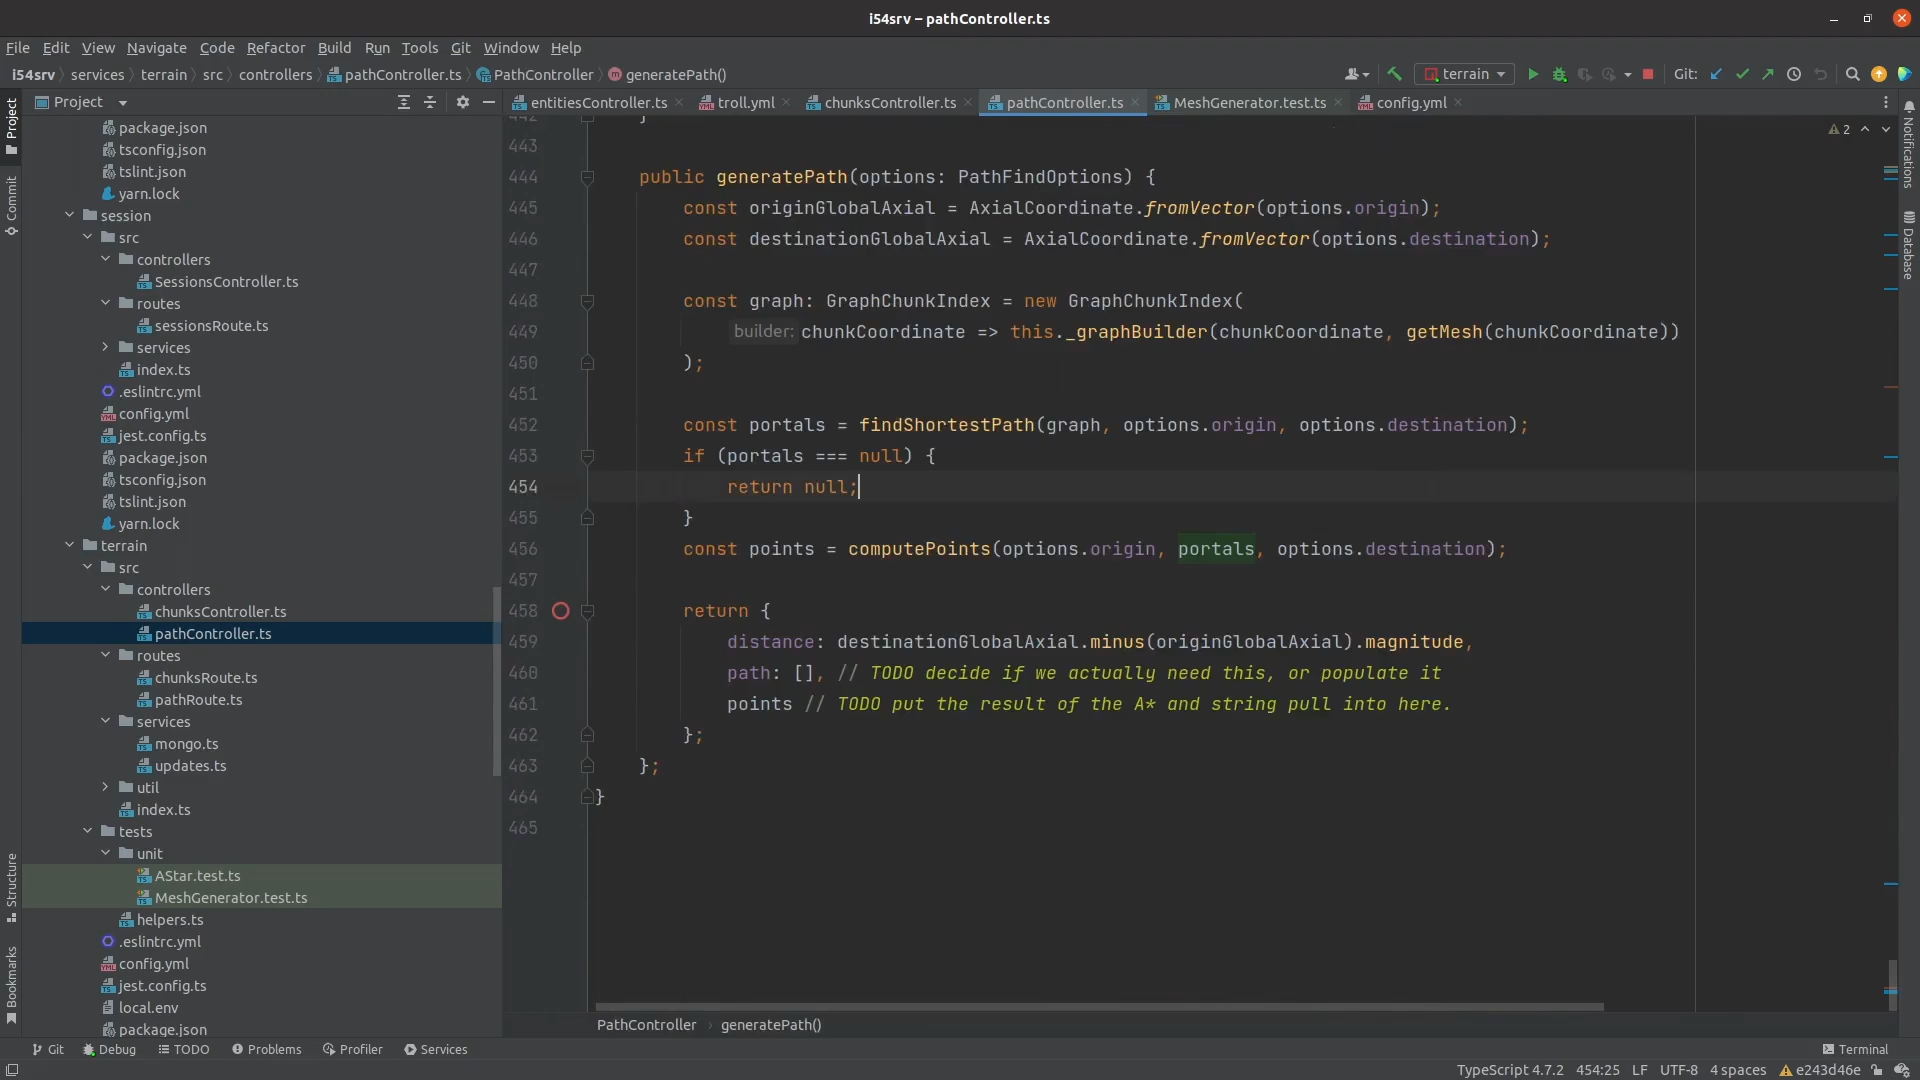 i54srv – pathController.ts
File Edit View Navigate Code Refactor Build Run Tools Git Window Help
i54srv services terrain src controllers pathController.ts PathController generatePath()
terrain Git:
Project
entitiesController.ts troll.yml chunksController.ts pathController.ts MeshGenerator.test.ts config.yml
Project
Commit
Structure
Bookmarks
package.json
tsconfig.json
tslint.json
yarn.lock
session
src
controllers
SessionsController.ts
routes
sessionsRoute.ts
services
index.ts
.eslintrc.yml
config.yml
jest.config.ts
package.json
tsconfig.json
tslint.json
yarn.lock
terrain
src
controllers
chunksController.ts
pathController.ts
routes
chunksRoute.ts
pathRoute.ts
services
mongo.ts
updates.ts
util
index.ts
tests
unit
AStar.test.ts
MeshGenerator.test.ts
helpers.ts
.eslintrc.yml
config.yml
jest.config.ts
local.env
package.json
2
442 }
443
444 public generatePath(options: PathFindOptions) {
445 const originGlobalAxial = AxialCoordinate.fromVector(options.origin);
446 const destinationGlobalAxial = AxialCoordinate.fromVector(options.destination);
447
448 const graph: GraphChunkIndex = new GraphChunkIndex(
449 builder: chunkCoordinate => this._graphBuilder(chunkCoordinate, getMesh(chunkCoordinate))
450 );
451
452 const portals = findShortestPath(graph, options.origin, options.destination);
453 if (portals === null) {
454 return null;
455 }
456 const points = computePoints(options.origin, portals, options.destination);
457
458 return {
459 distance: destinationGlobalAxial.minus(originGlobalAxial).magnitude,
460 path: [], // TODO decide if we actually need this, or populate it
461 points // TODO put the result of the A* and string pull into here.
462 };
463 };
464 }
465
Notifications
Database
PathController generatePath()
Git Debug TODO Problems Profiler Services Terminal
TypeScript 4.7.2 454:25 LF UTF-8 4 spaces e243d46e